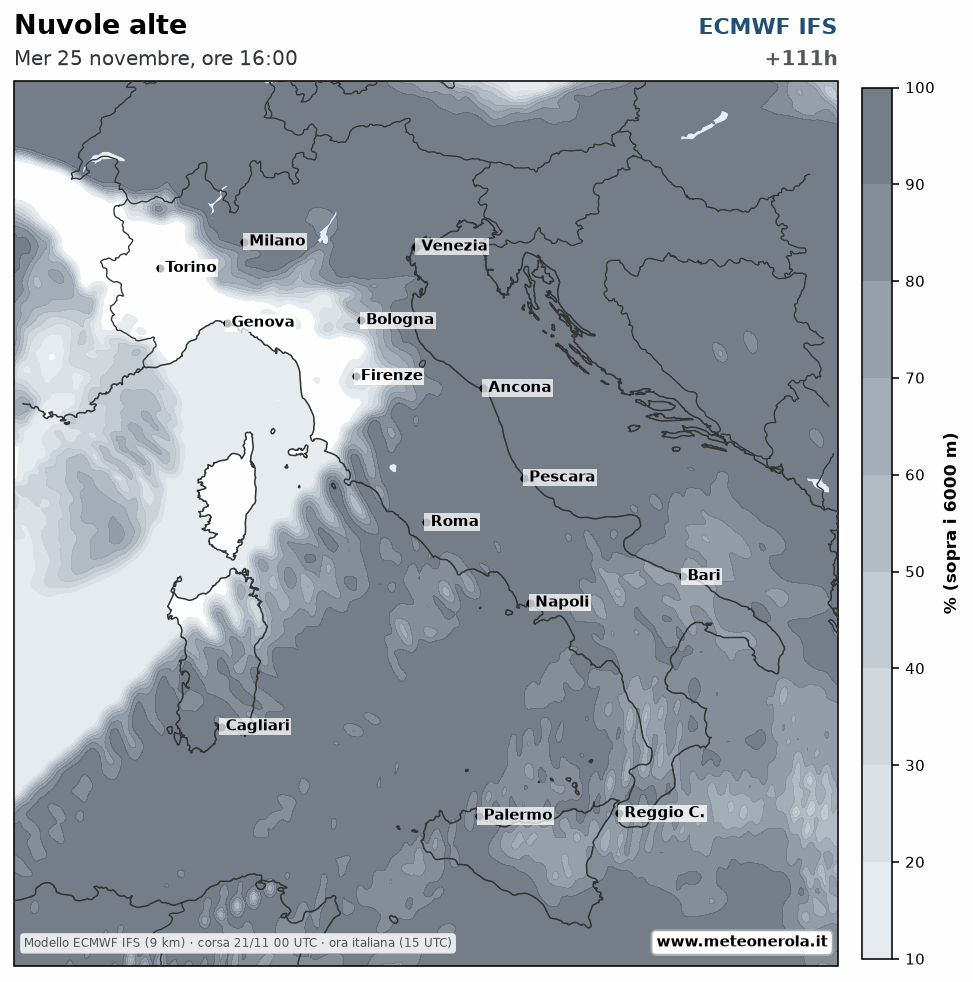 Nuvole alte
ECMWF IFS
Mer 25 novembre, ore 16:00
+111h
100
90
80
70
60
50
40
30
20
10
% (sopra i 6000 m)
Milano
Venezia
Torino
Genova
Bologna
Firenze
Ancona
Pescara
Roma
Bari
Napoli
Cagliari
Palermo
Reggio C.
Modello ECMWF IFS (9 km) · corsa 21/11 00 UTC · ora italiana (15 UTC)
www.meteonerola.it